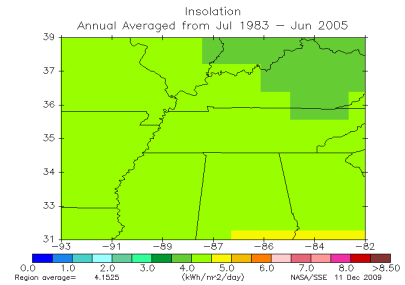 Insolation
Annual Averaged from Jul 1983 - Jun 2005
39
37
36
34
33
31
-93 -91 -89 -87 -86 -84 -82
0.0 1.0 2.0 3.0 4.0 5.0 6.0 7.0 8.0 >8.50
Region average= 4.1525 (kWh/m^2/day) NASA/SSE 11 Dec 2009